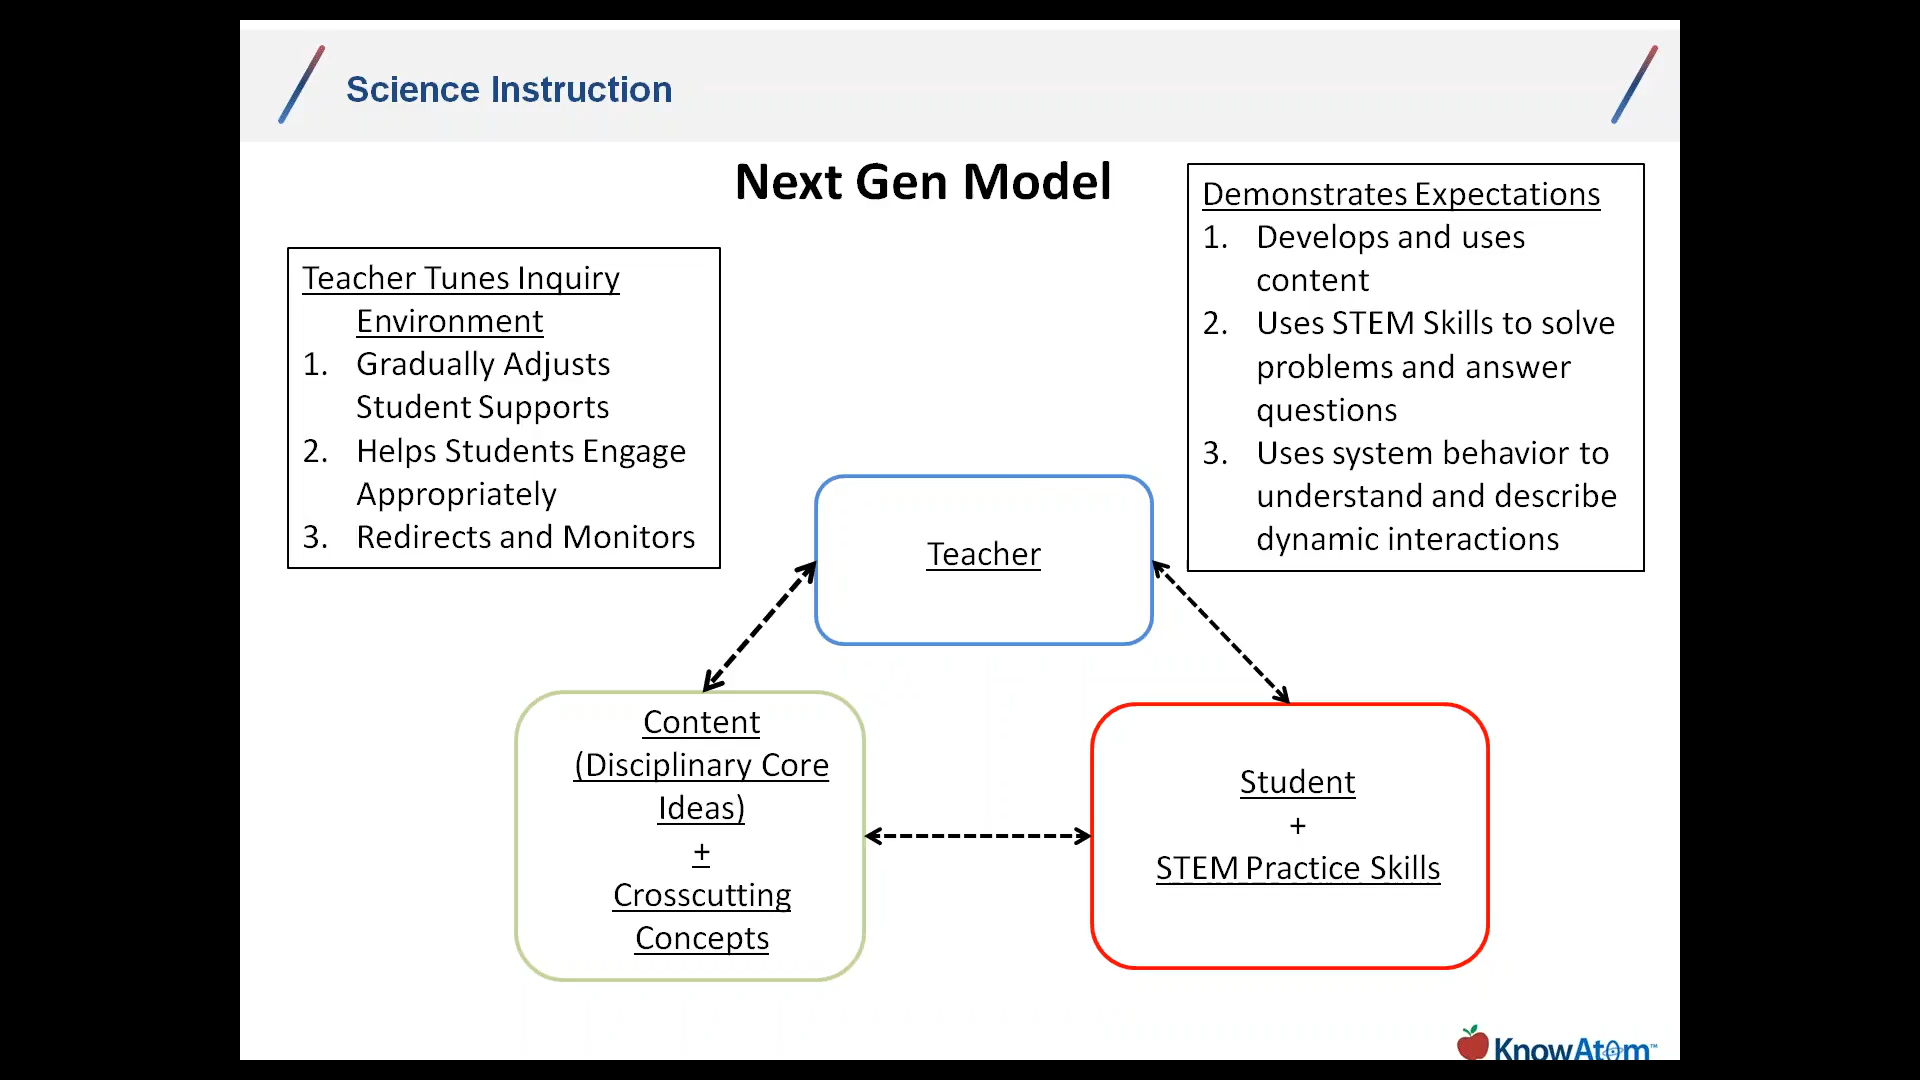 Science Instruction
Next Gen Model
Teacher Tunes Inquiry
Environment
1. Gradually Adjusts
Student Supports
2. Helps Students Engage
Appropriately
3. Redirects and Monitors
Demonstrates Expectations
1. Develops and uses
content
2. Uses STEM Skills to solve
problems and answer
questions
3. Uses system behavior to
understand and describe
dynamic interactions
Teacher
Content
(Disciplinary Core
Ideas)
+
Crosscutting
Concepts
Student
+
STEM Practice Skills
KnowAtom™